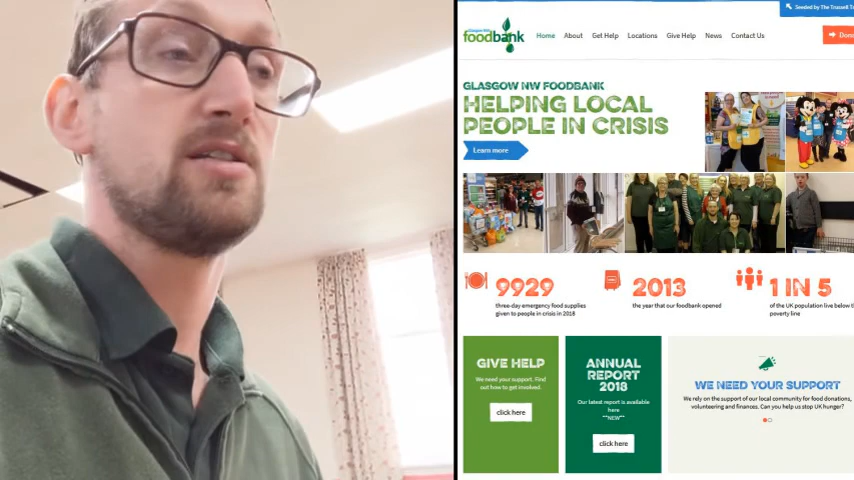 Seeded by The Trussell
Glasgow NW
foodbank
Home About Get Help Locations Give Help News Contact Us
GLASGOW NW FOODBANK
HELPING LOCAL
PEOPLE IN CRISIS
Learn more
9929
three-day emergency food supplies
given to people in crisis in 2018
2013
the year that our foodbank opened
1 IN 5
of the UK population live below
poverty line
GIVE HELP
We need your support. Find
out how to get involved.
click here
ANNUAL
REPORT
2018
Our latest report is available
here
**NEW**
click here
WE NEED YOUR SUPPORT
We rely on the support of our local community for food donations,
volunteering and finances. Can you help us stop UK hunger?